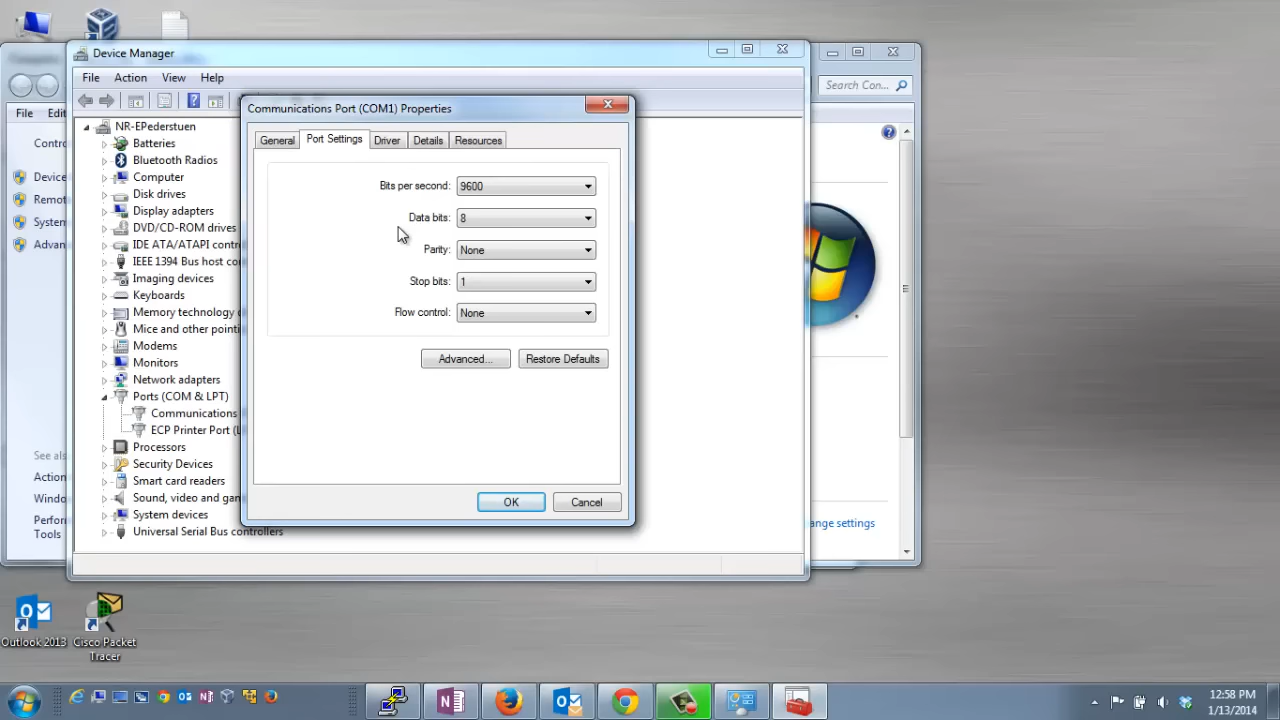 Device Manager
File Action View Help
Search Con...
File Edi
Contro
Device
Remot
System
Advan
See als
Action
Windo
Perfor
Tools
NR-EPederstuen
Batteries
Bluetooth Radios
Computer
Disk drives
Display adapters
DVD/CD-ROM drives
IDE ATA/ATAPI contro
IEEE 1394 Bus host co
Imaging devices
Keyboards
Memory technology
Mice and other pointi
Modems
Monitors
Network adapters
Ports (COM & LPT)
Communications
ECP Printer Port (L
Processors
Security Devices
Smart card readers
Sound, video and gam
System devices
Universal Serial Bus controllers
Communications Port (COM1) Properties
General Port Settings Driver Details Resources
Bits per second: 9600
Data bits: 8
Parity: None
Stop bits: 1
Flow control: None
Advanced... Restore Defaults
OK Cancel
ange settings
Outlook 2013
Cisco Packet
Tracer
12:58 PM
1/13/2014